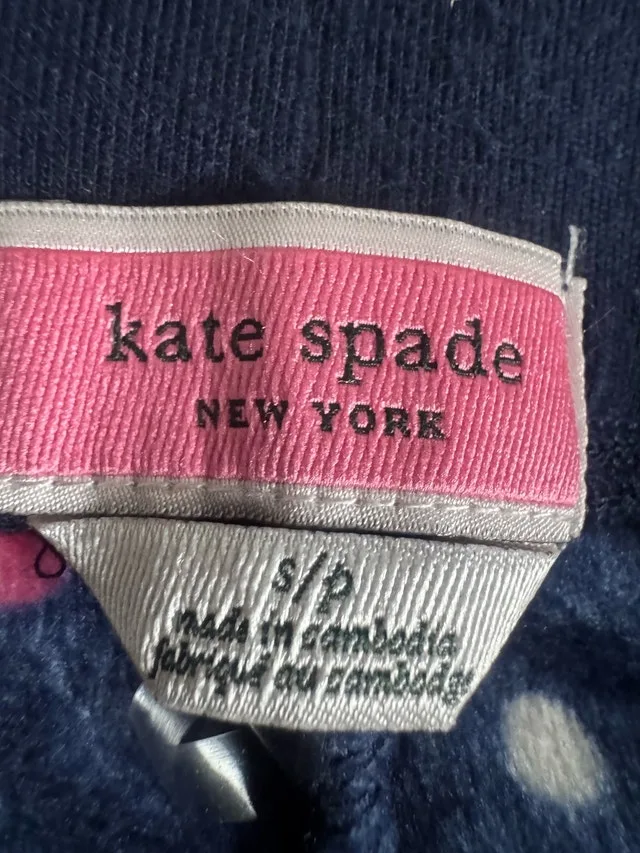 kate spade
NEW YORK
s/p
made in cambodia
fabriqué au cambodge